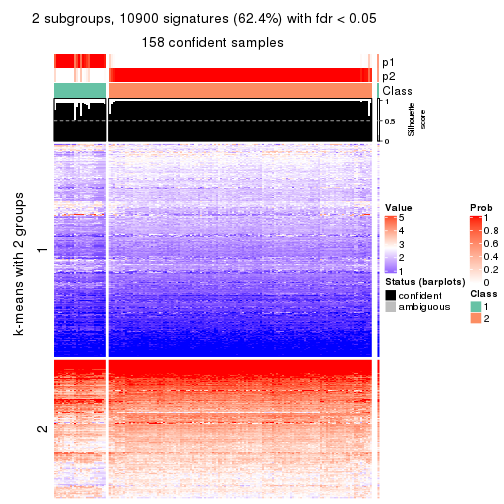 2 subgroups, 10900 signatures (62.4%) with fdr < 0.05
158 confident samples
p1
p2
Class
1
0.5
0
Silhouette
score
k-means with 2 groups
1
2
Value
5
4
3
2
1
Prob
1
0.8
0.6
0.4
0.2
0
Status (barplots)
confident
ambiguous
Class
1
2